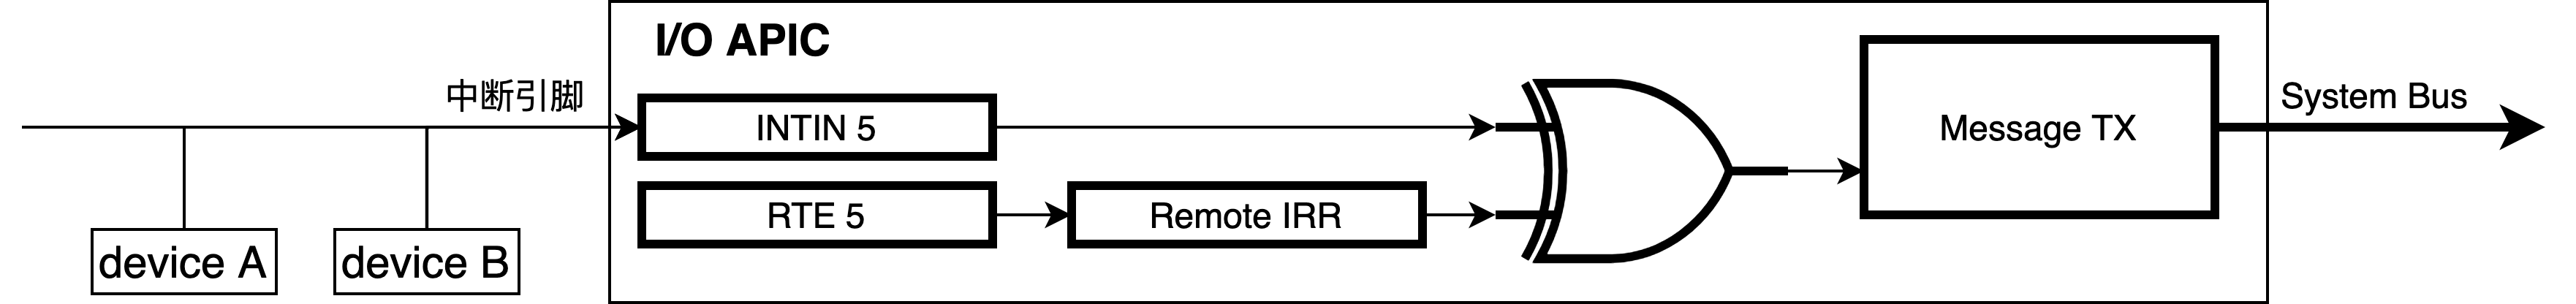 I/O APIC
中断引脚
INTIN 5
Message TX
System Bus
RTE 5
Remote IRR
device A
device B